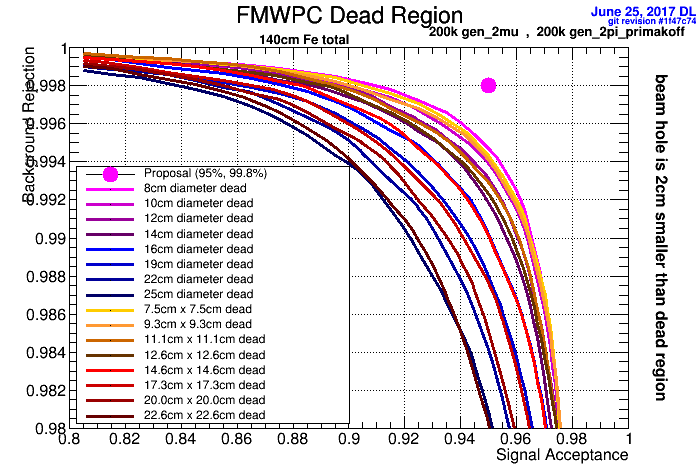 FMWPC Dead Region
June 25, 2017 DL
git revision #1f47c74
140cm Fe total
200k gen_2mu , 200k gen_2pi_primakoff
Background Rejection
1
0.998
0.996
0.994
0.992
0.99
0.988
0.986
0.984
0.982
0.98
Proposal (95%, 99.8%)
8cm diameter dead
10cm diameter dead
12cm diameter dead
14cm diameter dead
16cm diameter dead
19cm diameter dead
22cm diameter dead
25cm diameter dead
7.5cm x 7.5cm dead
9.3cm x 9.3cm dead
11.1cm x 11.1cm dead
12.6cm x 12.6cm dead
14.6cm x 14.6cm dead
17.3cm x 17.3cm dead
20.0cm x 20.0cm dead
22.6cm x 22.6cm dead
0.8 0.82 0.84 0.86 0.88 0.9 0.92 0.94 0.96 0.98 1
Signal Acceptance
beam hole is 2cm smaller than dead region